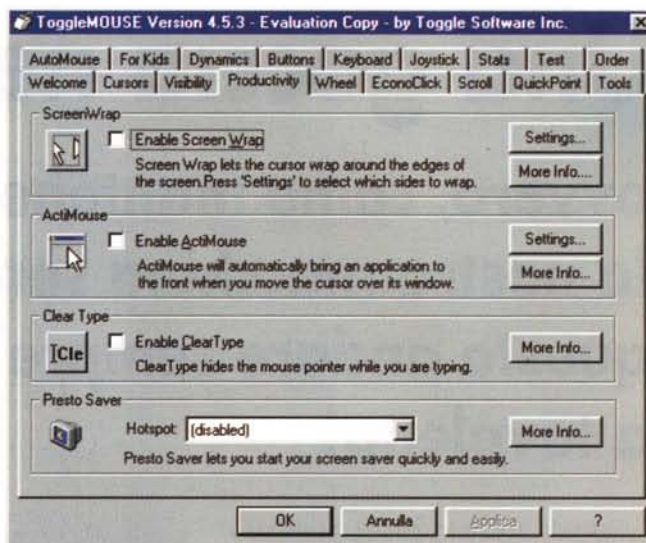 ToggleMOUSE Version 4.5.3 - Evaluation Copy - by Toggle Software Inc.
AutoMouse For Kids Dynamics Buttons Keyboard Joystick Stats Test Order
Welcome Cursors Visibility Productivity Wheel EconoClick Scroll QuickPoint Tools
ScreenWrap
Enable Screen Wrap
Settings...
Screen Wrap lets the cursor wrap around the edges of
the screen.Press 'Settings' to select which sides to wrap.
More Info....
ActiMouse
Enable ActiMouse
Settings...
ActiMouse will automatically bring an application to
the front when you move the cursor over its window.
More Info...
Clear Type
ICle
Enable ClearType
More Info...
ClearType hides the mouse pointer while you are typing.
Presto Saver
Hotspot: (disabled)
More Info...
Presto Saver lets you start your screen saver quickly and easily.
OK Annulla Applica ?